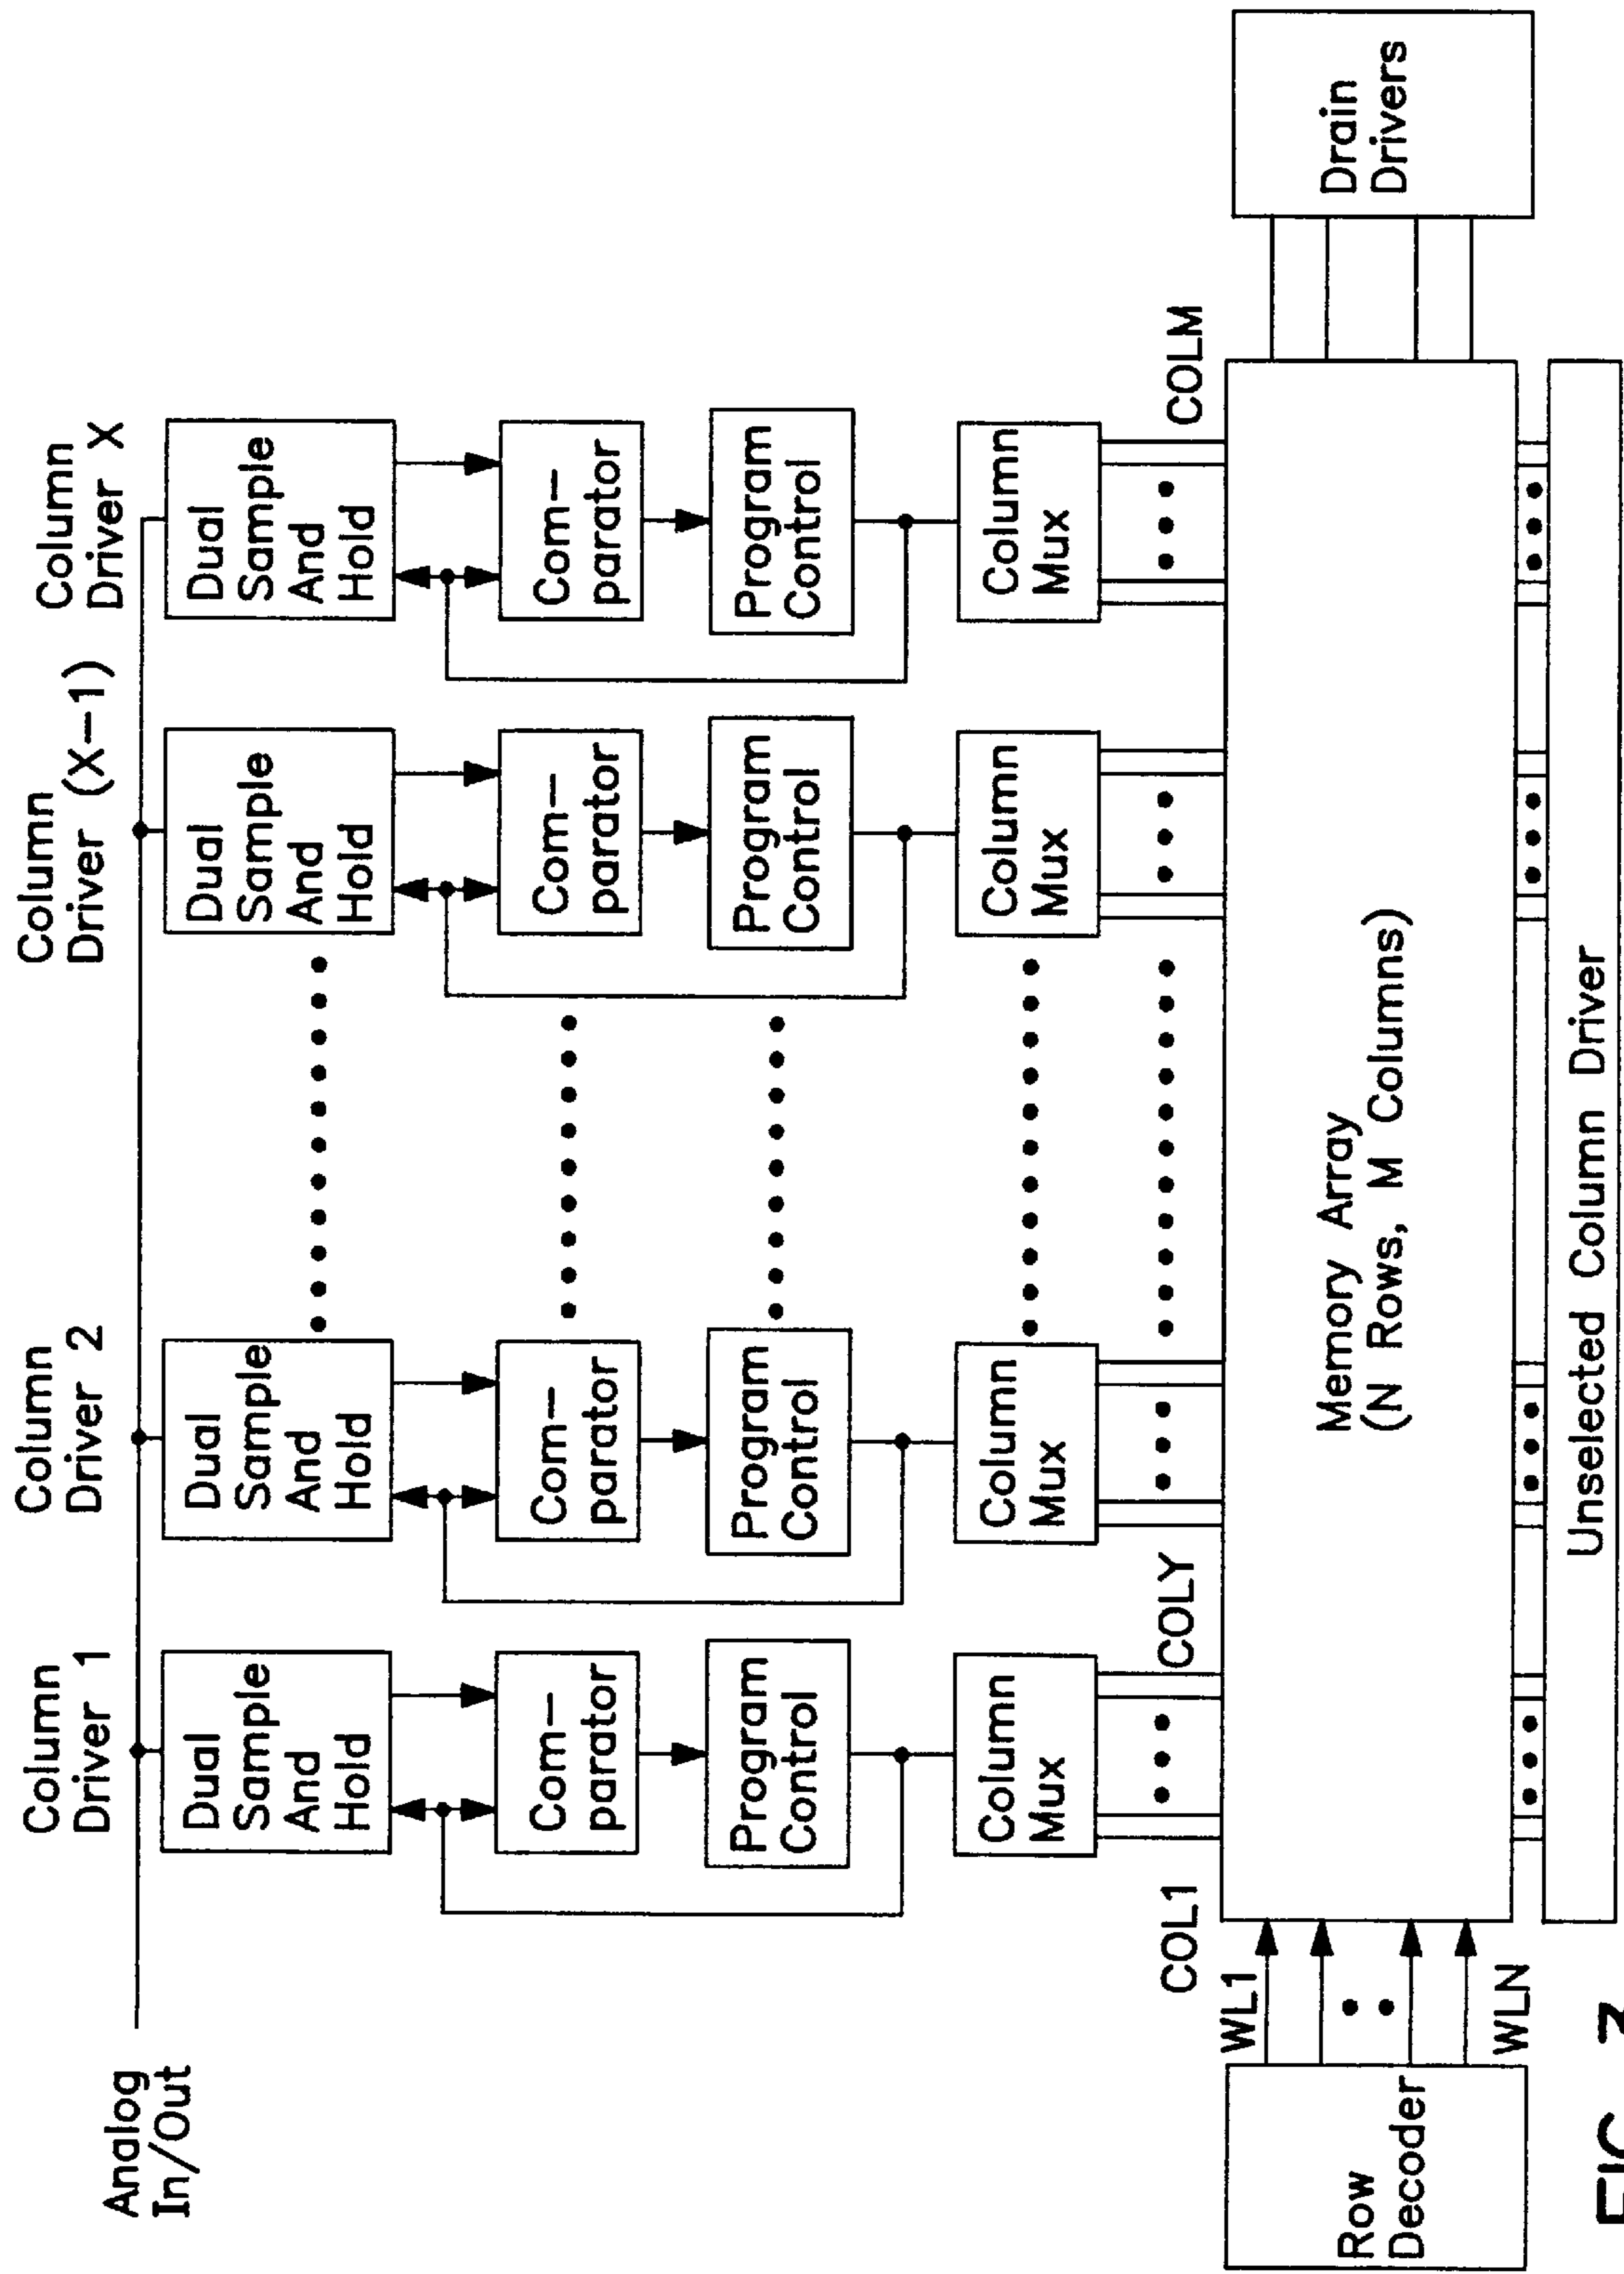 Analog
In/Out
Column
Driver 1
Column
Driver 2
Column
Driver (X-1)
Column
Driver X
Dual
Sample
And
Hold
Dual
Sample
And
Hold
Dual
Sample
And
Hold
Dual
Sample
And
Hold
Com-
parator
Com-
parator
Com-
parator
Com-
parator
Program
Control
Program
Control
Program
Control
Program
Control
Column
Mux
Column
Mux
Column
Mux
Column
Mux
COL1
COLY
COLM
WL1
WLN
Row
Decoder
Memory Array
(N Rows, M Columns)
Drain
Drivers
Unselected Column Driver
FIG. 3